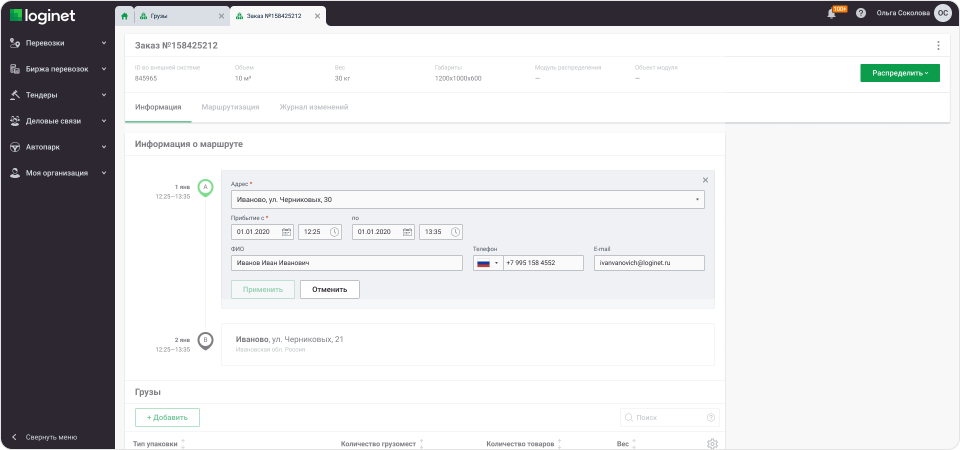 loginet
Грузы
Заказ №158425212
100+
Ольга Соколова
ОС
Перевозки
Биржа перевозок
Тендеры
Деловые связи
Автопарк
Моя организация
Свернуть меню
Заказ №158425212
ID во внешней системе
845965
Объем
10 м³
Вес
30 кг
Габариты
1200x1000x600
Модуль распределения
—
Объект модуля
—
Распределить
Информация
Маршрутизация
Журнал изменений
Информация о маршруте
1 янв
12:25—13:35
A
Адрес *
Иваново, ул. Черниковых, 30
Прибытие с *
по
01.01.2020
12:25
01.01.2020
13:35
ФИО
Телефон
E-mail
Иванов Иван Иванович
+7 995 158 4552
ivanvanovich@loginet.ru
Применить
Отменить
2 янв
12:25—13:35
B
Иваново, ул. Черниковых, 21
Ивановская обл. Россия
Грузы
+ Добавить
Поиск
Тип упаковки
Количество грузомест
Количество товаров
Вес